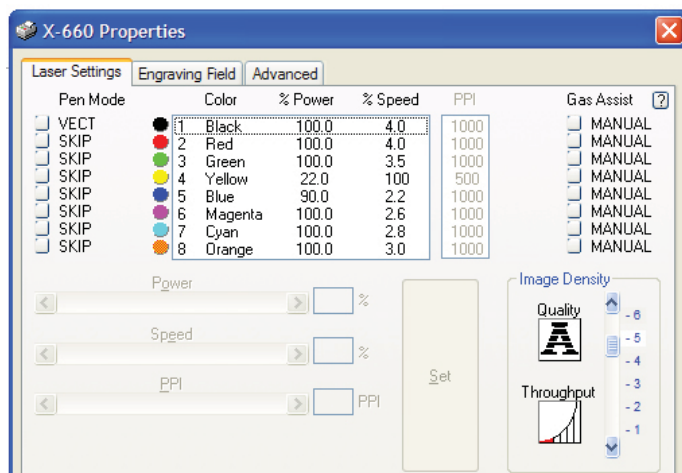 X-660 Properties
Laser Settings Engraving Field Advanced
Pen Mode Color % Power % Speed PPI Gas Assist ?
VECT 1 Black 100.0 4.0 1000 MANUAL
SKIP 2 Red 100.0 4.0 1000 MANUAL
SKIP 3 Green 100.0 3.5 1000 MANUAL
SKIP 4 Yellow 22.0 100 500 MANUAL
SKIP 5 Blue 90.0 2.2 1000 MANUAL
SKIP 6 Magenta 100.0 2.6 1000 MANUAL
SKIP 7 Cyan 100.0 2.8 1000 MANUAL
SKIP 8 Orange 100.0 3.0 1000 MANUAL
Power
%
Speed
%
PPI
PPI
Set
Image Density
Quality
A
Throughput
- 6
- 5
- 4
- 3
- 2
- 1